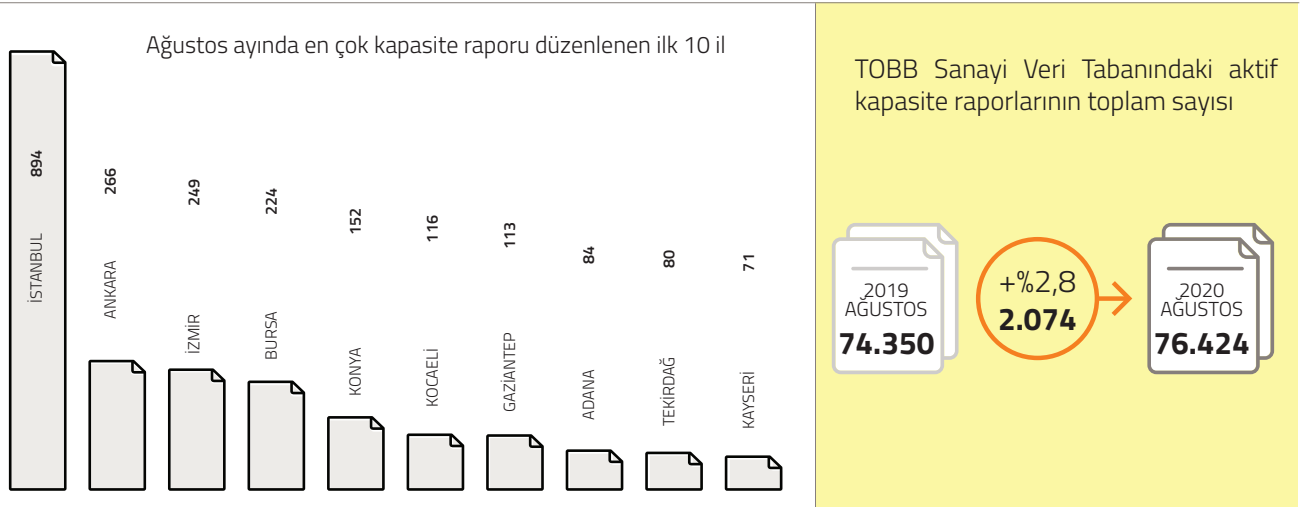 Ağustos ayında en çok kapasite raporu düzenlenen ilk 10 il
İSTANBUL 894
ANKARA 266
İZMİR 249
BURSA 224
KONYA 152
KOCAELİ 116
GAZİANTEP 113
ADANA 84
TEKİRDAĞ 80
KAYSERİ 71
TOBB Sanayi Veri Tabanındaki aktif
kapasite raporlarının toplam sayısı
2019
AĞUSTOS
74.350
+%2,8
2.074
2020
AĞUSTOS
76.424